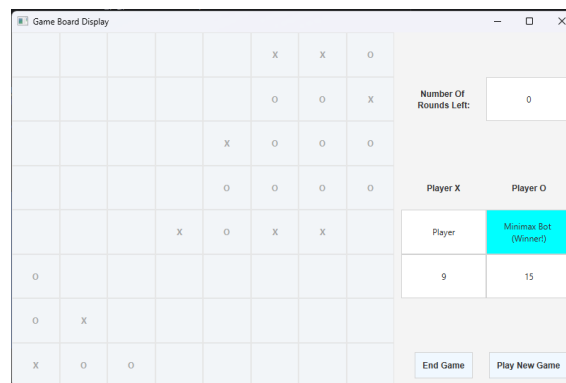 Game Board Display
X X O
O O X
Number Of
Rounds Left:
0
X O O O
O O O O
Player X
Player O
X O X X
Player
Minimax Bot
(Winner!)
O
9
15
O X
X O O
End Game
Play New Game